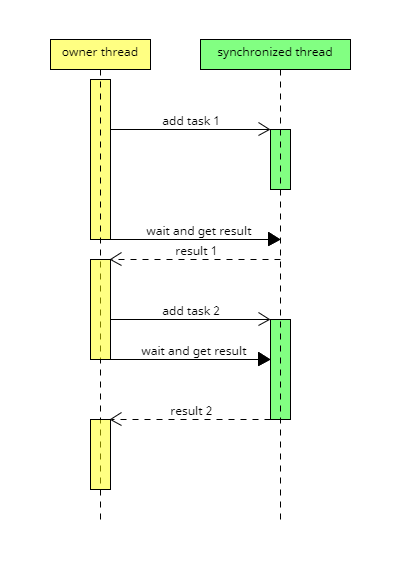 owner thread
synchronized thread
add task 1
wait and get result
result 1
add task 2
wait and get result
result 2